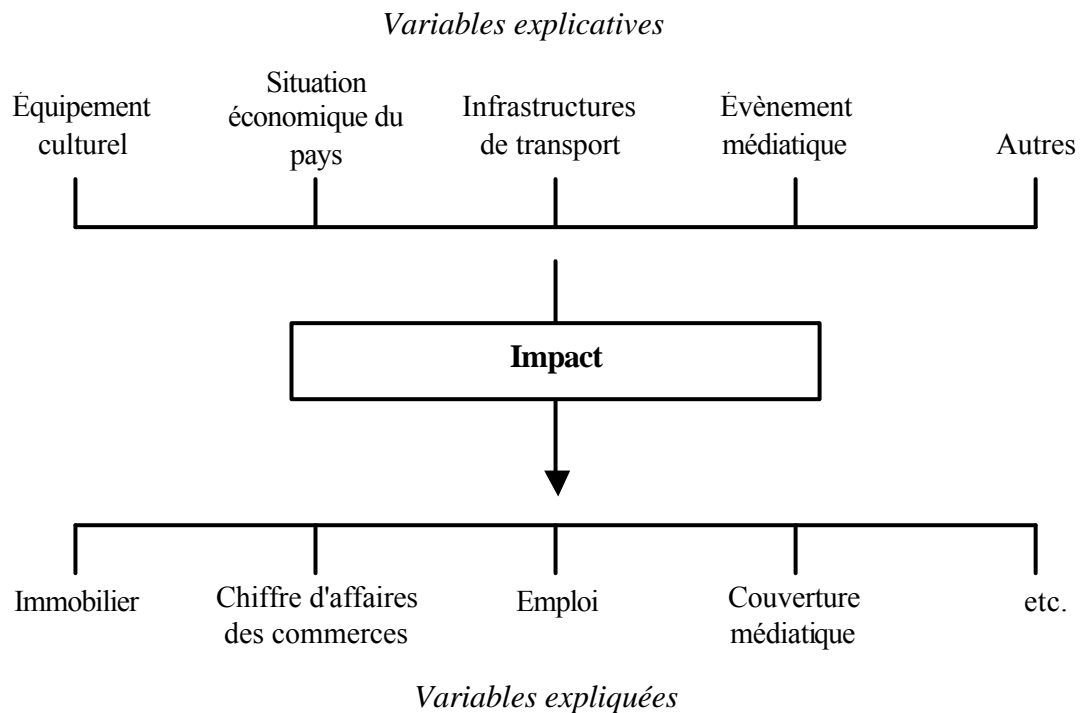 Variables explicatives
Équipement
culturel
Situation
économique du
pays
Infrastructures
de transport
Évènement
médiatique
Autres
Impact
Immobilier
Chiffre d'affaires
des commerces
Emploi
Couverture
médiatique
etc.
Variables expliquées